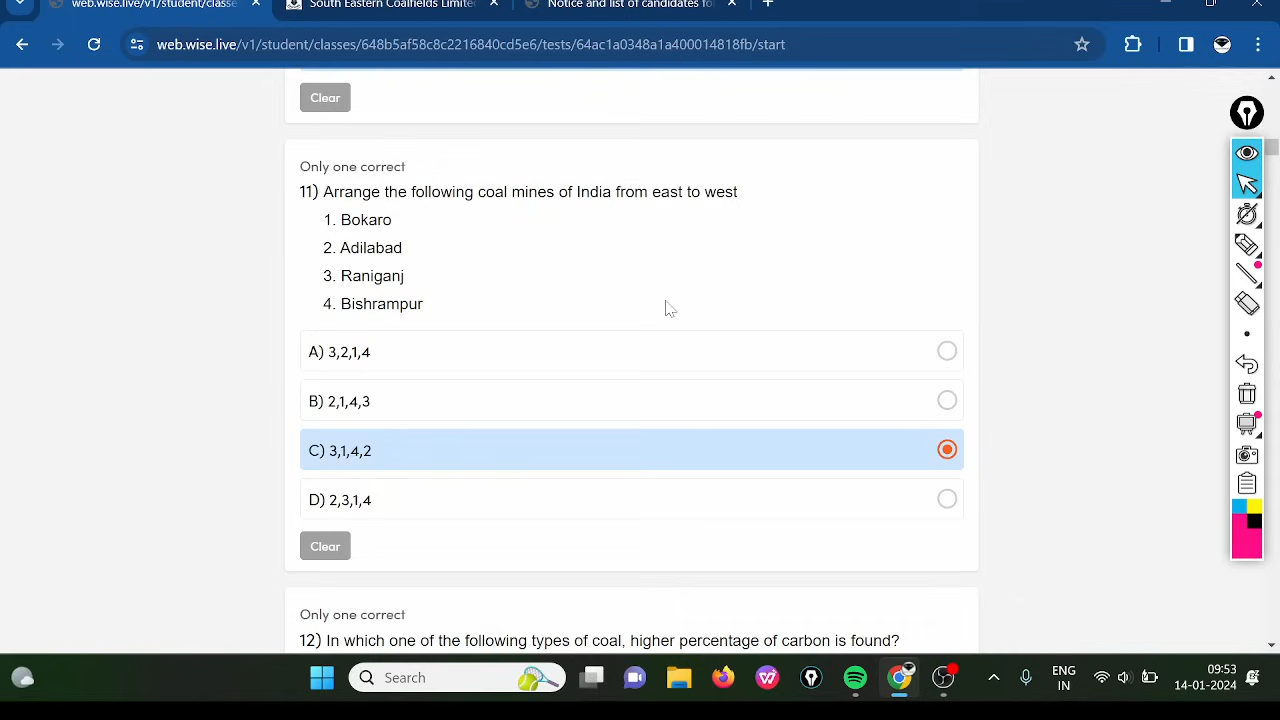 web.wise.live/v1/student/classe
South Eastern Coalfields Limite
Notice and list of candidates fo
web.wise.live/v1/student/classes/648b5af58c8c2216840cd5e6/tests/64ac1a0348a1a400014818fb/start
Clear
Only one correct
11) Arrange the following coal mines of India from east to west
1. Bokaro
2. Adilabad
3. Raniganj
4. Bishrampur
A) 3,2,1,4
B) 2,1,4,3
C) 3,1,4,2
D) 2,3,1,4
Clear
Only one correct
12) In which one of the following types of coal, higher percentage of carbon is found?
Search
ENG
IN
09:53
14-01-2024